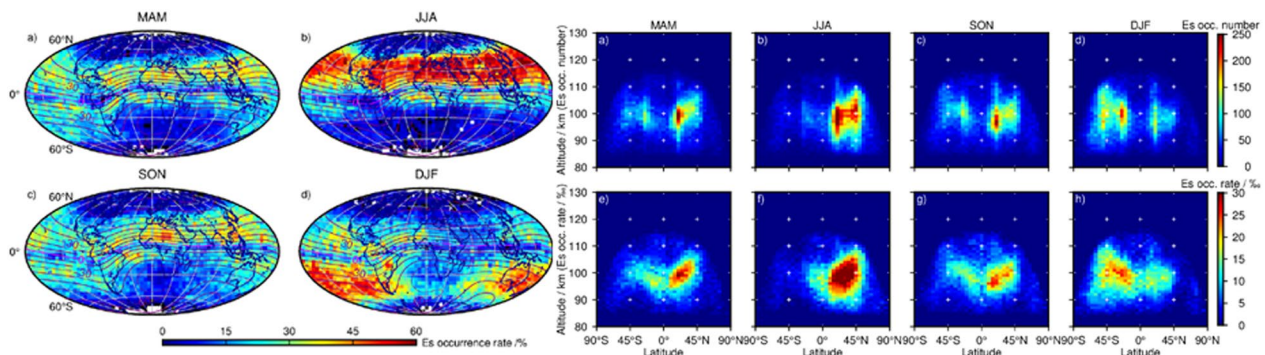 MAM
JJA
a)
b)
60°N
0°
60°S
SON
DJF
c)
d)
60°N
0°
60°S
0 15 30 45 60
Es occurrence rate /%
MAM JJA SON DJF Es occ. number
Altitude / km (Es occ. number)
130
120
110
100
90
80
a) b) c) d)
250
200
150
100
50
0
Es occ. rate / ‰
Altitude / km (Es occ. rate / ‰)
130
120
110
100
90
80
e) f) g) h)
30
25
20
15
10
5
0
90°S 45°S 0° 45°N 90°N 45°S 0° 45°N 90°N 45°S 0° 45°N 90°N 45°S 0° 45°N 90°N
Latitude Latitude Latitude Latitude